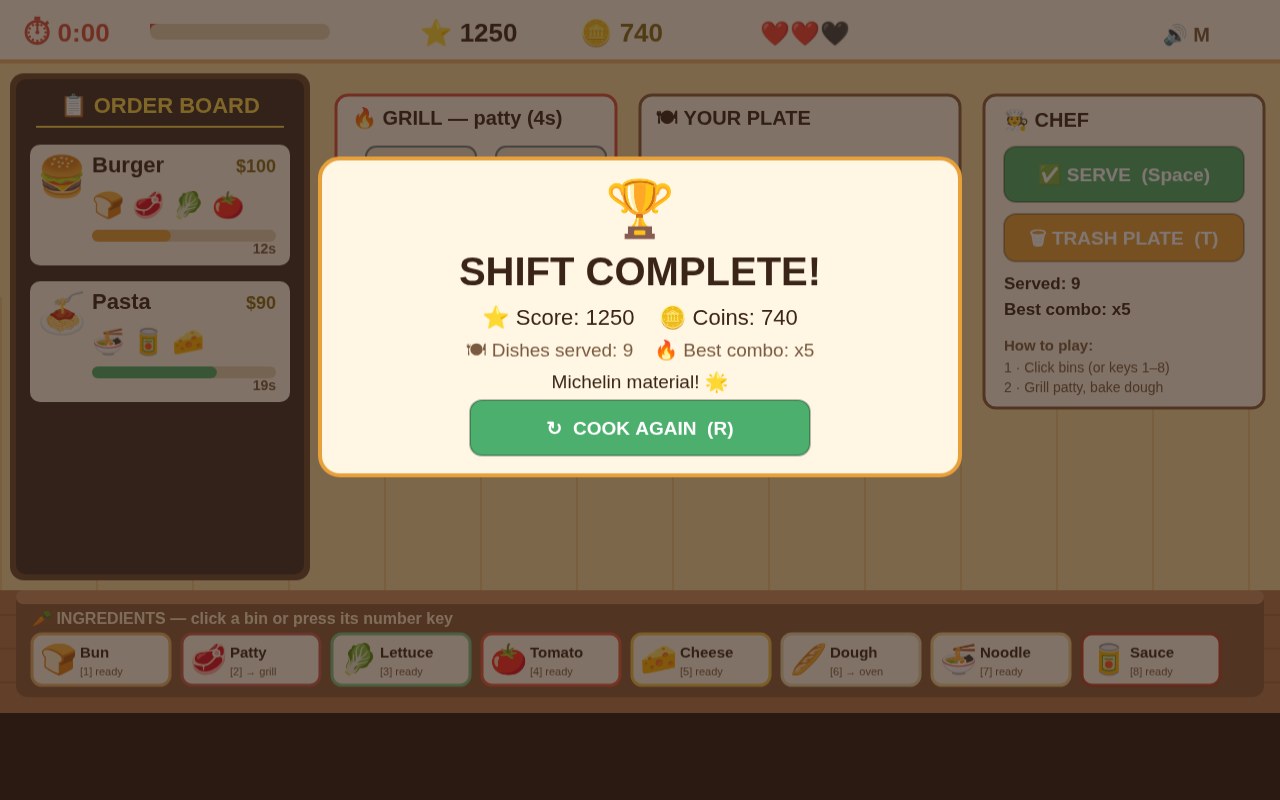 ⏱ 0:00
⭐ 1250
🪙 740
🔊 M
📋 ORDER BOARD
Burger $100
12s
Pasta $90
19s
🔥 GRILL — patty (4s)
🍽 YOUR PLATE
🏆
SHIFT COMPLETE!
⭐ Score: 1250 🪙 Coins: 740
🍽 Dishes served: 9 🔥 Best combo: x5
Michelin material! 🌟
↻ COOK AGAIN (R)
🧑‍🍳 CHEF
✅ SERVE (Space)
🗑 TRASH PLATE (T)
Served: 9
Best combo: x5
How to play:
1 · Click bins (or keys 1–8)
2 · Grill patty, bake dough
🥕 INGREDIENTS — click a bin or press its number key
Bun
[1] ready
Patty
[2] → grill
Lettuce
[3] ready
Tomato
[4] ready
Cheese
[5] ready
Dough
[6] → oven
Noodle
[7] ready
Sauce
[8] ready